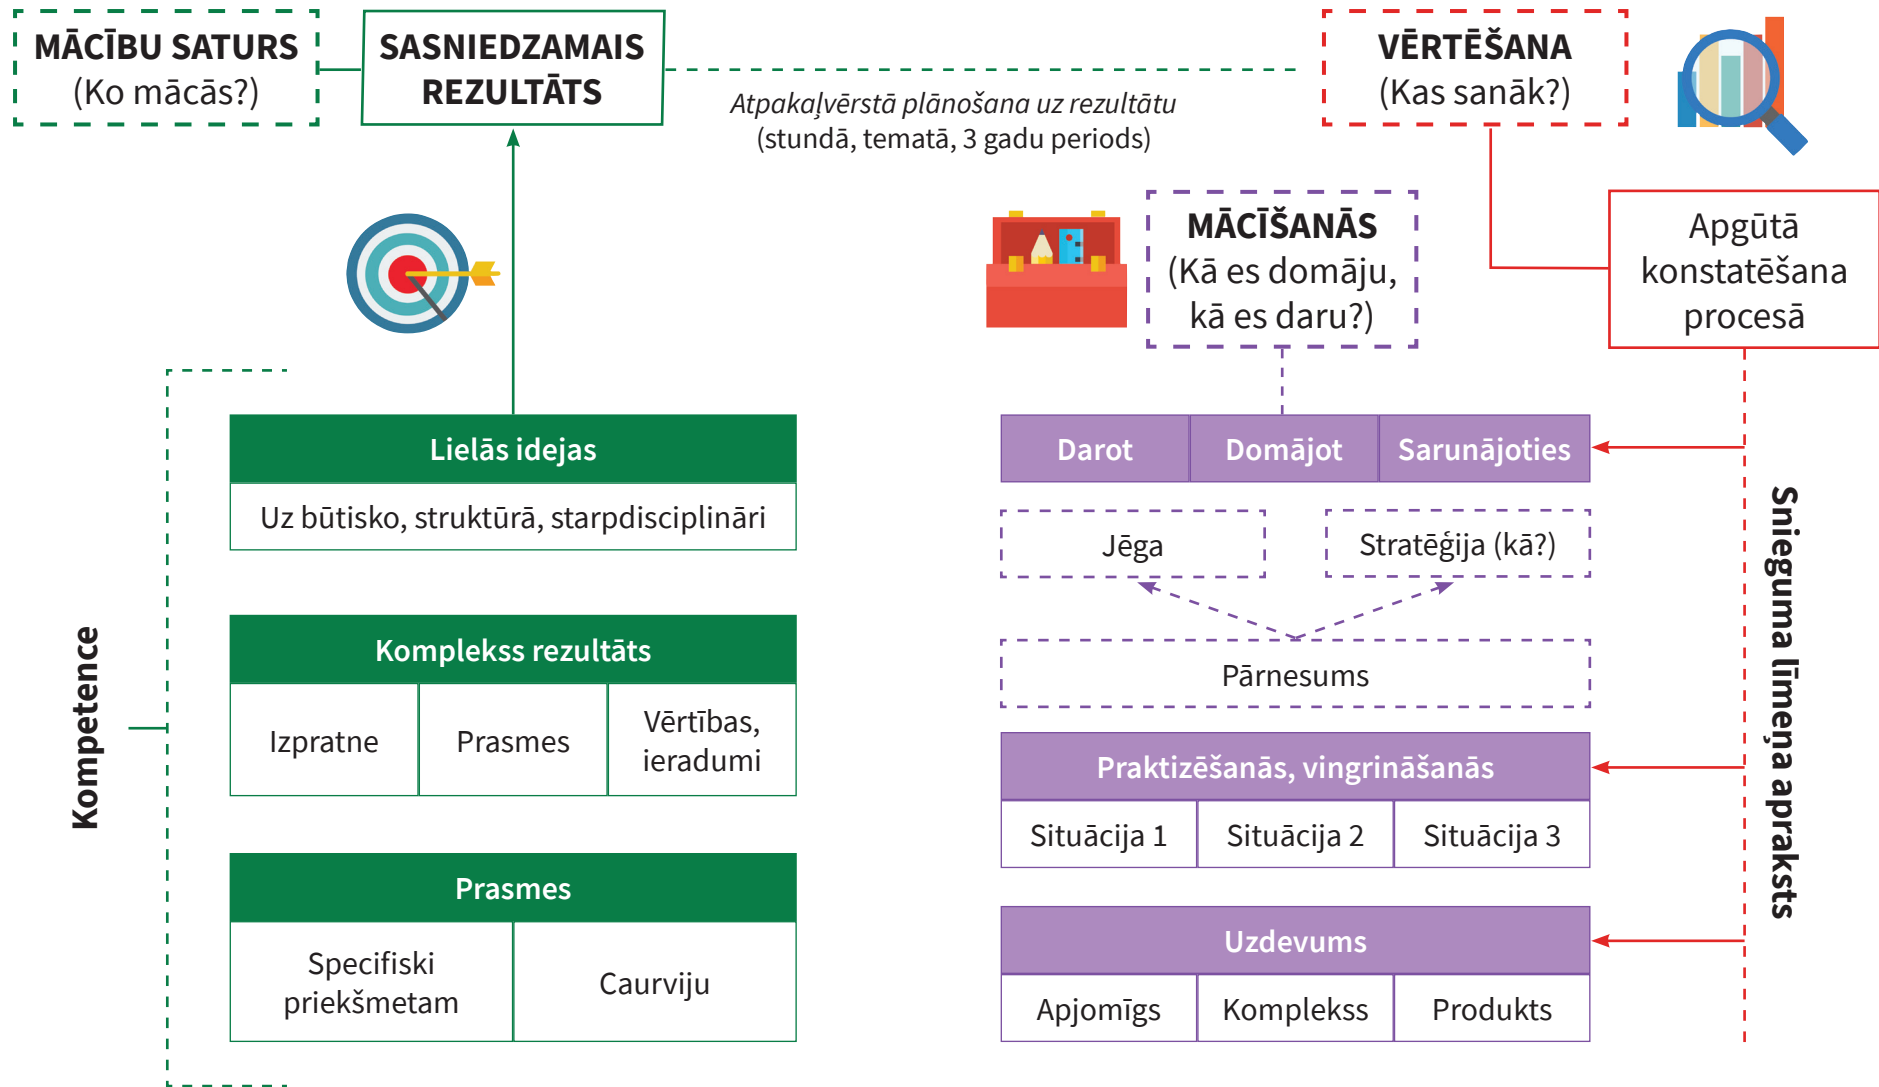 MĀCĪBU SATURS
(Ko mācās?)
SASNIEDZAMAIS
REZULTĀTS
Atpakaļvērstā plānošana uz rezultātu
(stundā, tematā, 3 gadu periods)
VĒRTĒŠANA
(Kas sanāk?)
MĀCĪŠANĀS
(Kā es domāju,
kā es daru?)
Apgūtā
konstatēšana
procesā
Kompetence
Lielās idejas
Uz būtisko, struktūrā, starpdisciplināri
Komplekss rezultāts
Izpratne
Prasmes
Vērtības,
ieradumi
Prasmes
Specifiski
priekšmetam
Caurviju
Darot
Domājot
Sarunājoties
Jēga
Stratēģija (kā?)
Pārnesums
Praktizēšanās, vingrināšanās
Situācija 1
Situācija 2
Situācija 3
Uzdevums
Apjomīgs
Komplekss
Produkts
Snieguma līmeņa apraksts